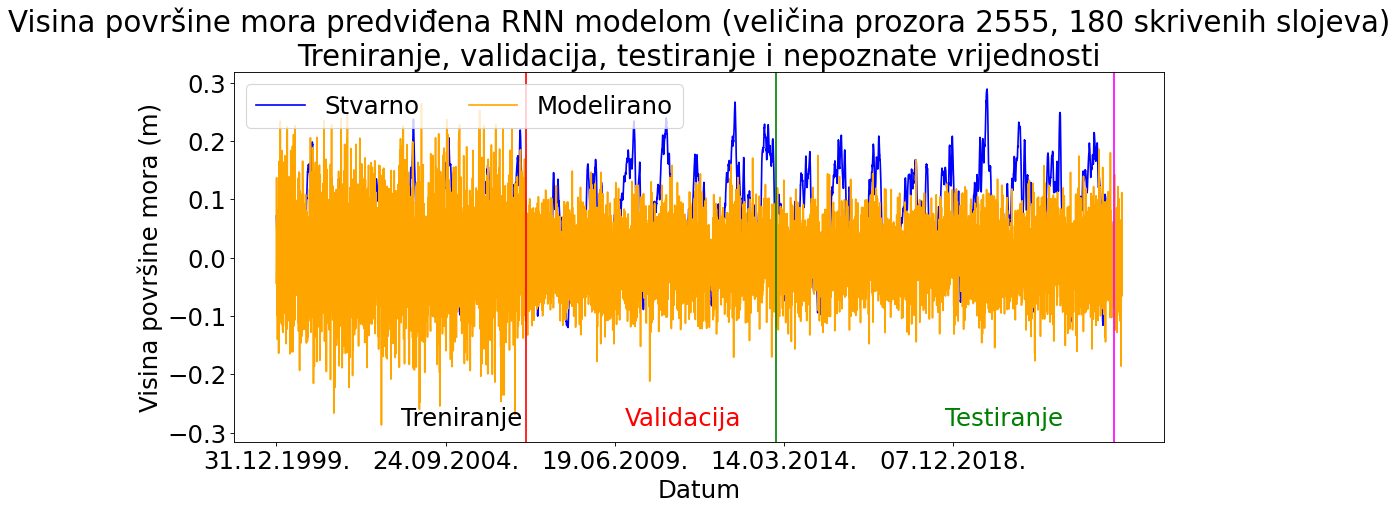 Visina površine mora predviđena RNN modelom (veličina prozora 2555, 180 skrivenih slojeva)
Treniranje, validacija, testiranje i nepoznate vrijednosti
Stvarno Modelirano
Visina površine mora (m)
0.3
0.2
0.1
0.0
−0.1
−0.2
−0.3
Treniranje Validacija Testiranje
31.12.1999. 24.09.2004. 19.06.2009. 14.03.2014. 07.12.2018.
Datum